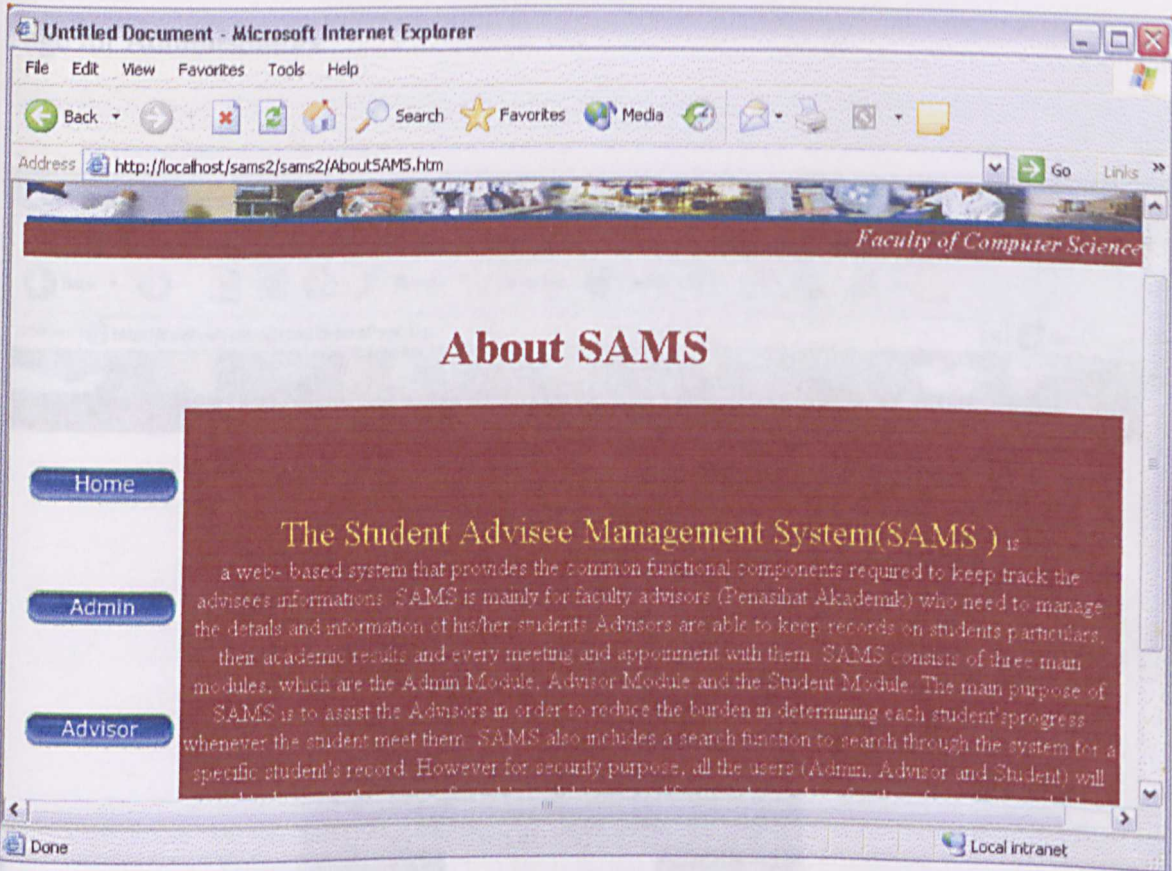 Untitled Document - Microsoft Internet Explorer
File Edit View Favorites Tools Help
Back Search Favorites Media
Address http://localhost/sams2/sams2/AboutSAMS.htm Go Links »
Faculty of Computer Science
About SAMS
Home
Admin
Advisor
The Student Advisee Management System(SAMS ) is
a web- based system that provides the common functional components required to keep track the
advisees informations. SAMS is mainly for faculty advisors (Penasihat Akademik) who need to manage
the details and information of his/her students Advisors are able to keep records on students particulars,
their academic results and every meeting and appoinment with them. SAMS consists of three main
modules, which are the Admin Module, Advisor Module and the Student Module. The main purpose of
SAMS is to assist the Advisors in order to reduce the burden in determining each student'sprogress
whenever the student meet them. SAMS also includes a search function to search through the system for a
specific student's record. However for security purpose, all the users (Admin, Advisor and Student) will
Done
Local intranet